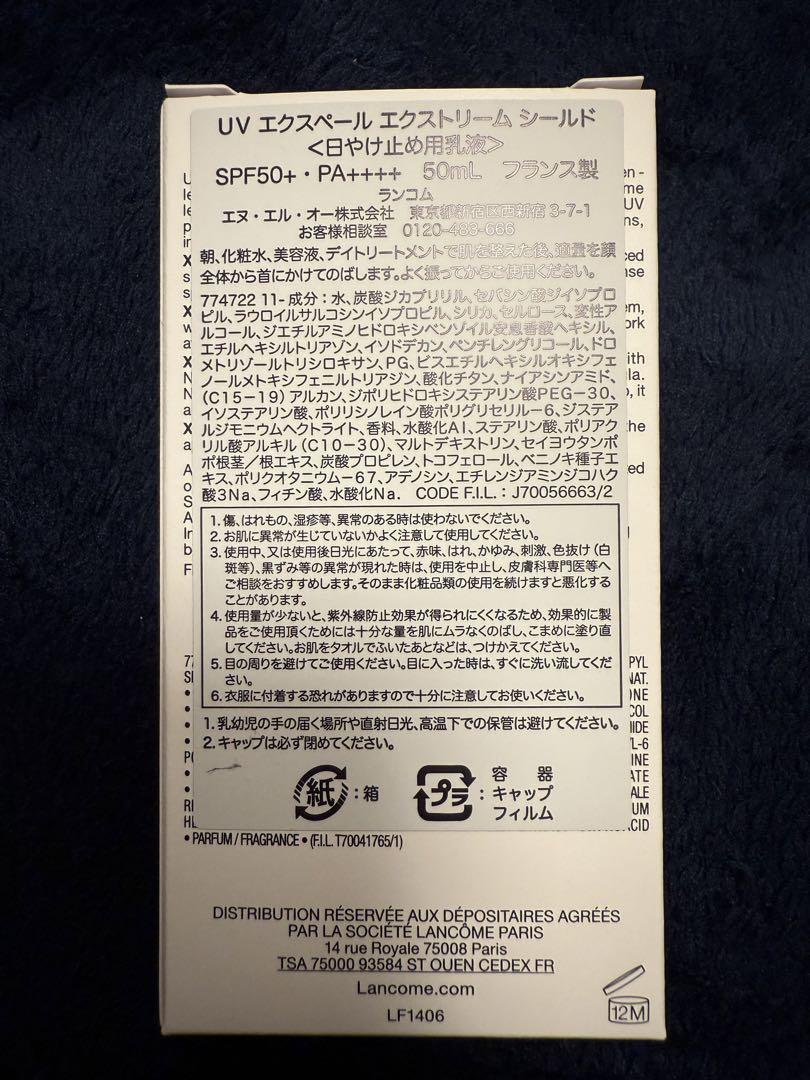 UV エクスペール エクストリーム シールド
<日やけ止め用乳液>
SPF50+・PA++++ 50mL フランス製
ランコム
エヌ・エル・オー株式会社 東京都新宿区西新宿 3-7-1
お客様相談室 0120-483-666
朝、化粧水、美容液、デイトリートメントで肌を整えた後、適量を顔
全体から首にかけてのばします。よく振ってからご使用ください。
774722 11-成分:水、炭酸ジカプリリル、セバシン酸ジイソプロ
ピル、ラウロイルサルコシンイソプロピル、シリカ、セルロース、変性ア
ルコール、ジエチルアミノヒドロキシベンゾイル安息香酸ヘキシル、
エチルヘキシルトリアゾン、イソドデカン、ペンチレングリコール、ドロ
メトリゾールトリシロキサン、PG、ビスエチルヘキシルオキシフェ
ノールメトキシフェニルトリアジン、酸化チタン、ナイアシンアミド、
(C15-19)アルカン、ジポリヒドロキシステアリン酸PEG-30、
イソステアリン酸、ポリリシノレイン酸ポリグリセリル-6、ジステア
ルジモニウムヘクトライト、香料、水酸化Al、ステアリン酸、ポリアク
リル酸アルキル(C10-30)、マルトデキストリン、セイヨウタンポ
ポ根茎/根エキス、炭酸プロピレン、トコフェロール、ベニノキ種子エ
キス、ポリクオタニウム-67、アデノシン、エチレンジアミンジコハク
酸3Na、フィチン酸、水酸化Na. CODE F.I.L.:J70056663/2
1. 傷、はれもの、湿疹等、異常のある時は使わないでください。
2. お肌に異常が生じていないかよく注意して使用してください。
3. 使用中、又は使用後日光にあたって、赤味、はれ、かゆみ、刺激、色抜け(白
斑等)、黒ずみ等の異常が現れた時は、使用を中止し、皮膚科専門医等へ
ご相談をおすすめします。そのまま化粧品類の使用を続けますと悪化する
ことがあります。
4. 使用量が少ないと、紫外線防止効果が得られにくくなるため、効果的に製
品をご使用頂くためには十分な量を肌にムラなくのばし、こまめに塗り直
してください。お肌をタオルでふいたあとなどは、つけかえてください。
5. 目の周りを避けてご使用ください。目に入った時は、すぐに洗い流してくだ
さい。
6. 衣服に付着する恐れがありますので十分に注意してお使いください。
1. 乳幼児の手の届く場所や直射日光、高温下での保管は避けてください。
2. キャップは必ず閉めてください。
紙:箱
プラ:容器
キャップ
フィルム
• PARFUM / FRAGRANCE • (F.I.L. T70041765/1)
DISTRIBUTION RÉSERVÉE AUX DÉPOSITAIRES AGRÉÉS
PAR LA SOCIÉTÉ LANCÔME PARIS
14 rue Royale 75008 Paris
TSA 75000 93584 ST OUEN CEDEX FR
Lancome.com
LF1406
12M